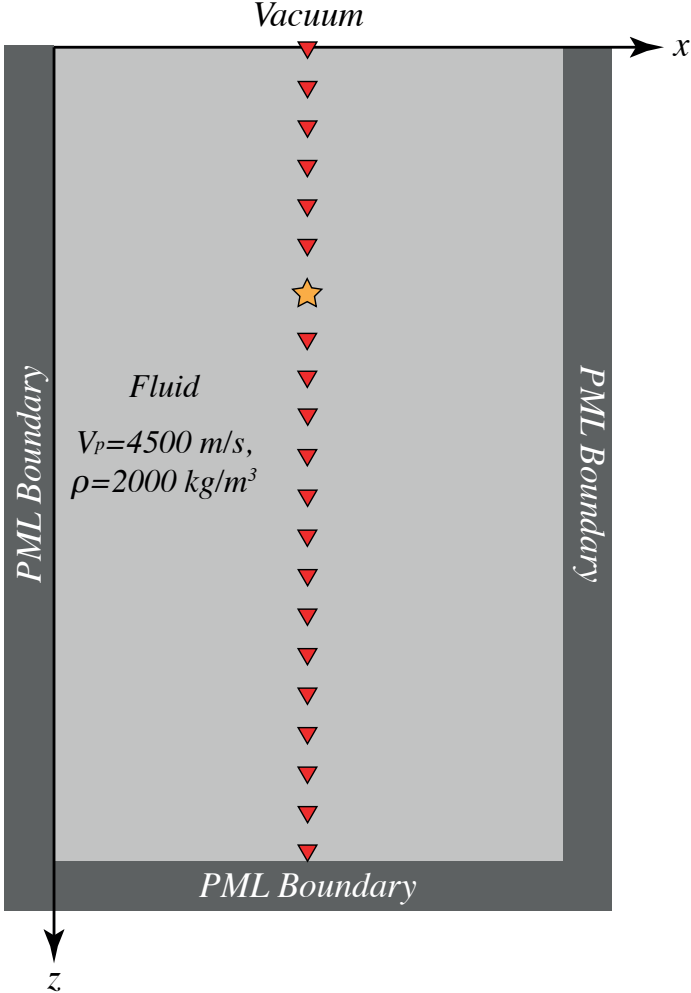 Vacuum
x
Fluid
Vp=4500 m/s,
ρ=2000 kg/m³
PML Boundary
PML Boundary
PML Boundary
z